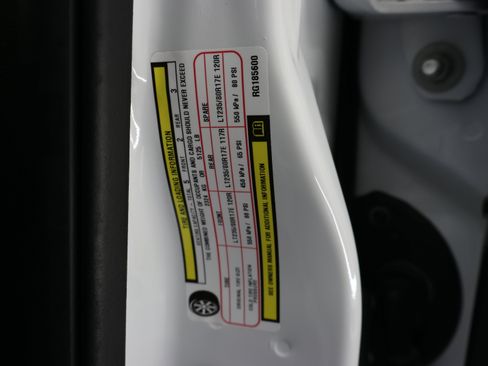 TIRE AND LOADING INFORMATION
SEATING CAPACITY - TOTAL 5 FRONT 2 REAR 3
THE COMBINED WEIGHT OF OCCUPANTS AND CARGO SHOULD NEVER EXCEED
2324 KG OR 5125 LB
TIRE FRONT REAR SPARE
ORIGINAL TIRE SIZE LT235/80R17E 120R LT235/80R17E 117R LT235/80R17E 120R
COLD TIRE INFLATION PRESSURE 550 kPa / 80 PSI 450 kPa / 65 PSI 550 kPa / 80 PSI
SEE OWNERS MANUAL FOR ADDITIONAL INFORMATION
RG185600